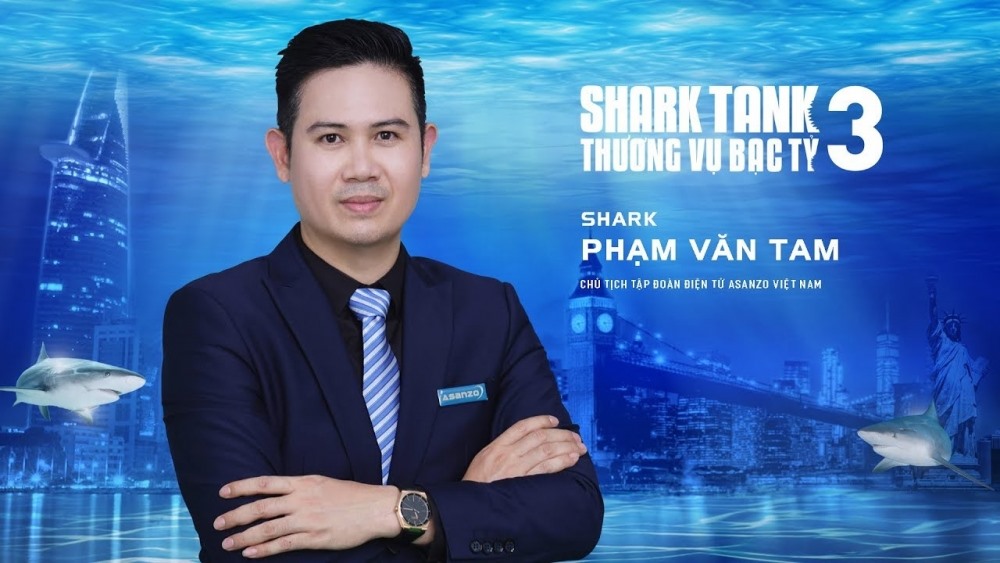 SHARK TANK
THƯƠNG VỤ BẠC TỶ 3
SHARK
PHẠM VĂN TAM
CHỦ TỊCH TẬP ĐOÀN ĐIỆN TỬ ASANZO VIỆT NAM
Asanzo